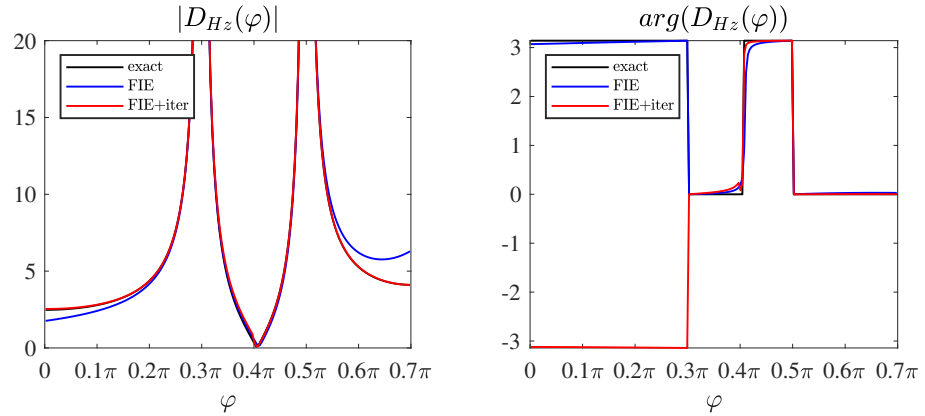 |D_{Hz}(φ)|
20
15
10
5
0
exact
FIE
FIE+iter
0 0.1π 0.2π 0.3π 0.4π 0.5π 0.6π 0.7π
φ
arg(D_{Hz}(φ))
3
2
1
0
-1
-2
-3
exact
FIE
FIE+iter
0 0.1π 0.2π 0.3π 0.4π 0.5π 0.6π 0.7π
φ